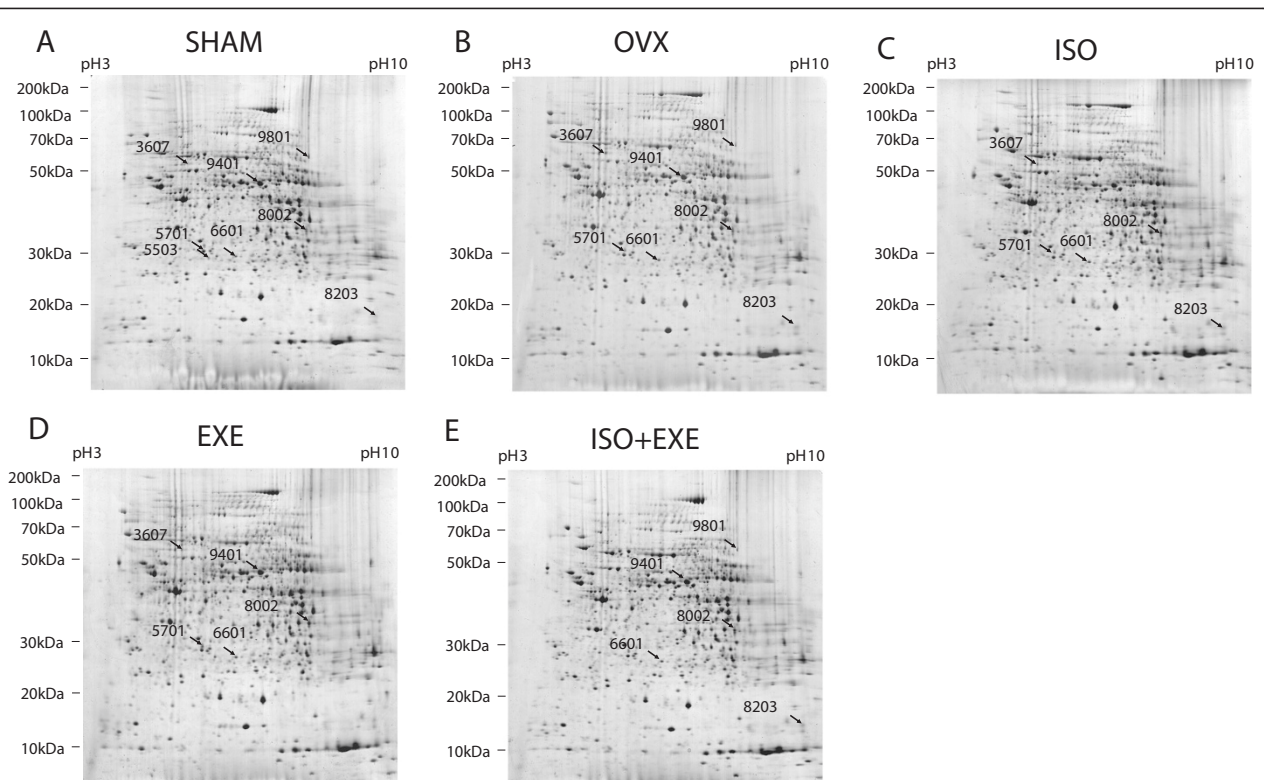 A SHAM
pH3 pH10
200kDa
100kDa
70kDa
50kDa
30kDa
20kDa
10kDa
3607
9801
9401
8002
5701
6601
5503
8203
B OVX
pH3 pH10
200kDa
100kDa
70kDa
50kDa
30kDa
20kDa
10kDa
3607
9801
9401
8002
5701
6601
8203
C ISO
pH3 pH10
200kDa
100kDa
70kDa
50kDa
30kDa
20kDa
10kDa
3607
8002
5701
6601
8203
D EXE
pH3 pH10
200kDa
100kDa
70kDa
50kDa
30kDa
20kDa
10kDa
3607
9401
8002
5701
6601
E ISO+EXE
pH3 pH10
200kDa
100kDa
70kDa
50kDa
30kDa
20kDa
10kDa
9801
9401
8002
6601
8203